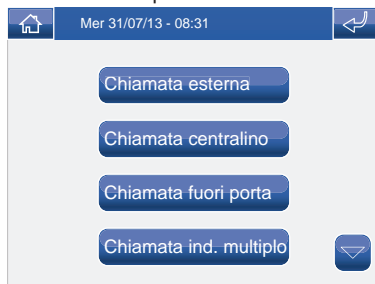 Mer 31/07/13 - 08:31
Chiamata esterna
Chiamata centralino
Chiamata fuori porta
Chiamata ind. multiplo